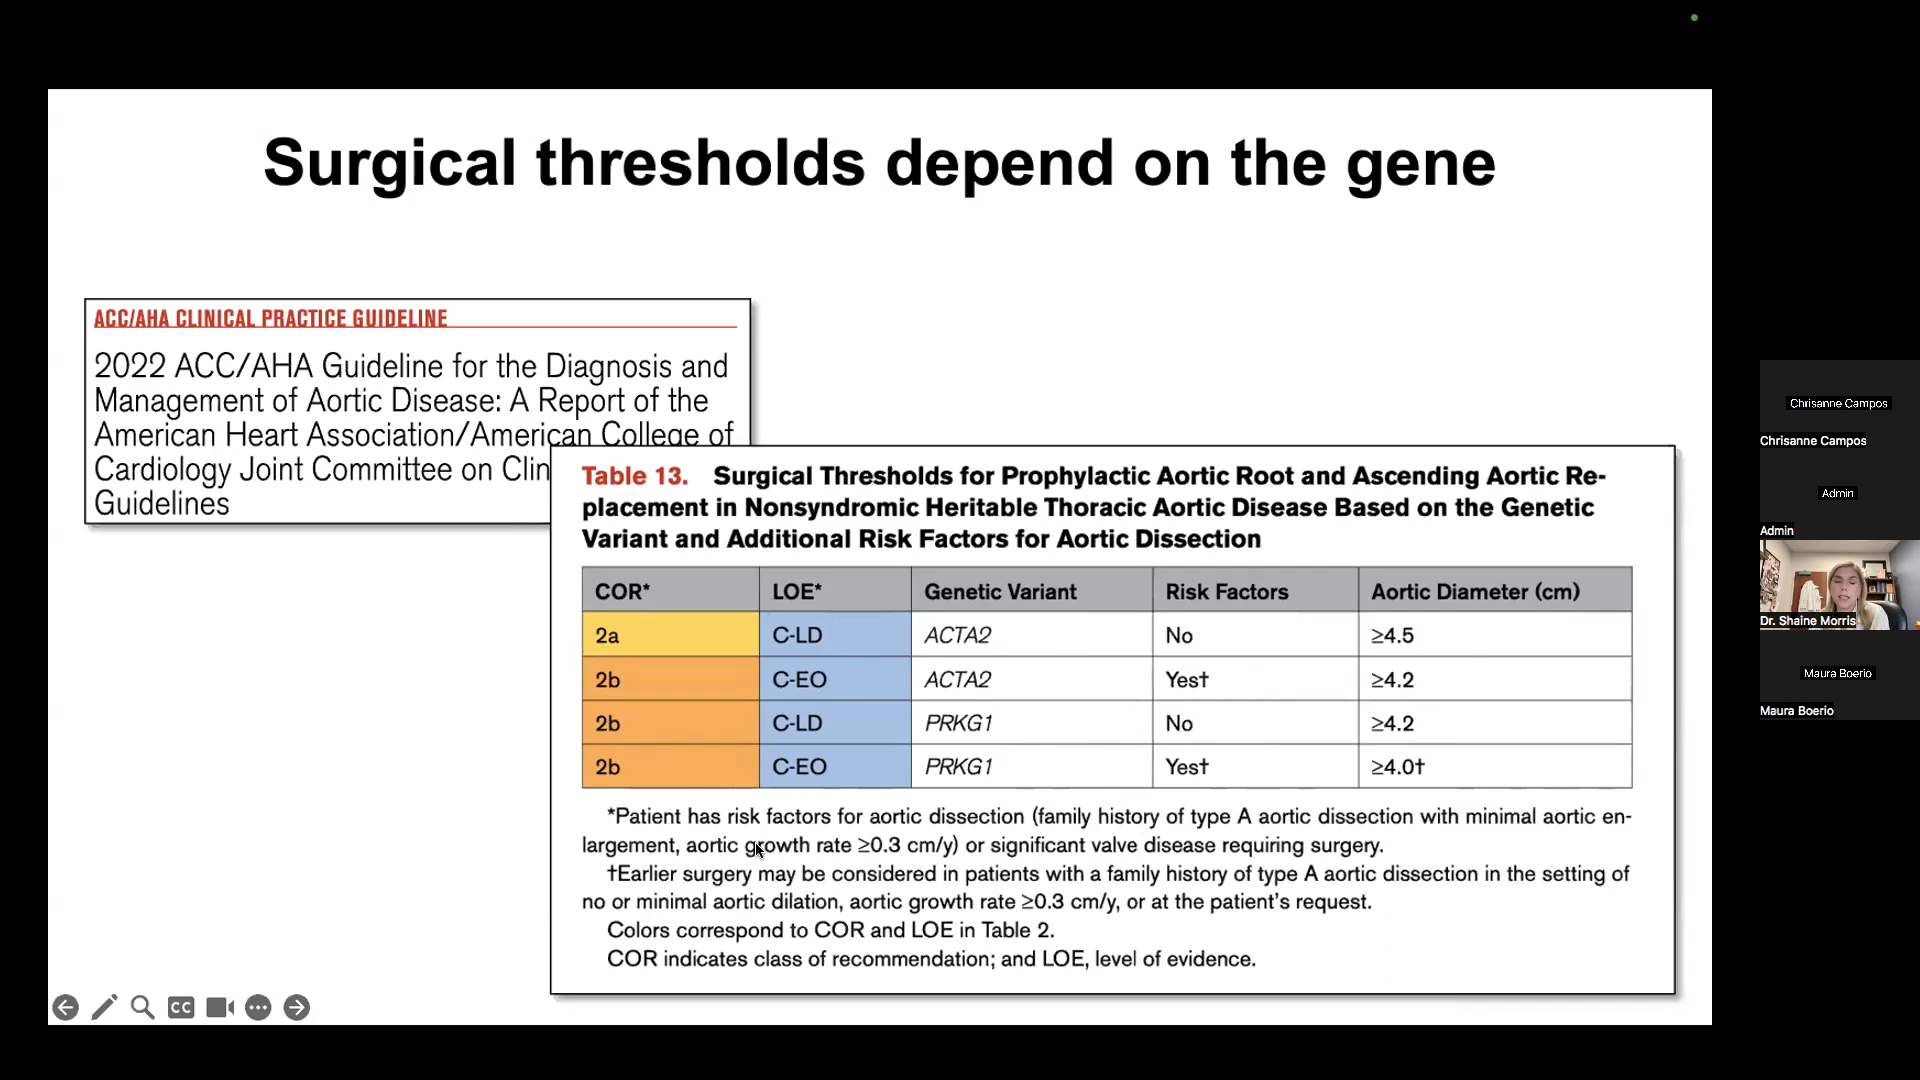 Surgical thresholds depend on the gene
ACC/AHA CLINICAL PRACTICE GUIDELINE
2022 ACC/AHA Guideline for the Diagnosis and
Management of Aortic Disease: A Report of the
American Heart Association/American College of
Cardiology Joint Committee on Clin
Guidelines
Table 13. Surgical Thresholds for Prophylactic Aortic Root and Ascending Aortic Re-
placement in Nonsyndromic Heritable Thoracic Aortic Disease Based on the Genetic
Variant and Additional Risk Factors for Aortic Dissection
COR* LOE* Genetic Variant Risk Factors Aortic Diameter (cm)
2a C-LD ACTA2 No ≥4.5
2b C-EO ACTA2 Yes† ≥4.2
2b C-LD PRKG1 No ≥4.2
2b C-EO PRKG1 Yes† ≥4.0†
*Patient has risk factors for aortic dissection (family history of type A aortic dissection with minimal aortic en-
largement, aortic growth rate ≥0.3 cm/y) or significant valve disease requiring surgery.
†Earlier surgery may be considered in patients with a family history of type A aortic dissection in the setting of
no or minimal aortic dilation, aortic growth rate ≥0.3 cm/y, or at the patient's request.
Colors correspond to COR and LOE in Table 2.
COR indicates class of recommendation; and LOE, level of evidence.
CC
Chrisanne Campos
Chrisanne Campos
Admin
Admin
Dr. Shaine Morris
Maura Boerio
Maura Boerio